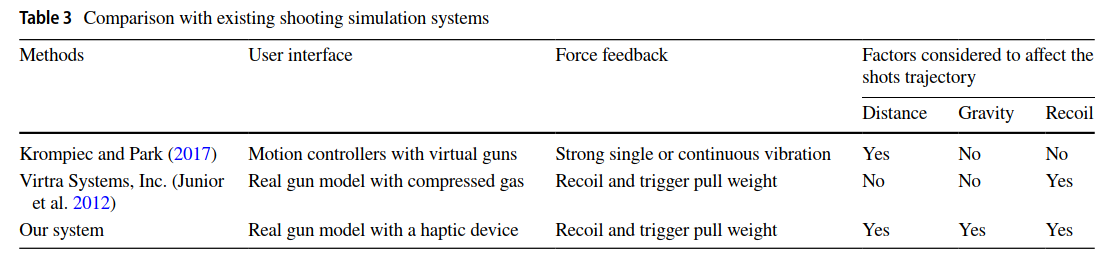 Table 3 Comparison with existing shooting simulation systems
Methods User interface Force feedback Factors considered to affect the
shots trajectory
Distance Gravity Recoil
Krompiec and Park (2017) Motion controllers with virtual guns Strong single or continuous vibration Yes No No
Virtra Systems, Inc. (Junior Real gun model with compressed gas Recoil and trigger pull weight No No Yes
et al. 2012)
Our system Real gun model with a haptic device Recoil and trigger pull weight Yes Yes Yes